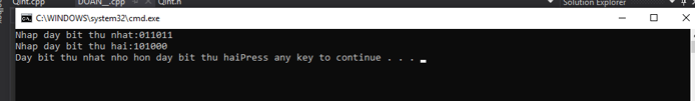 Qint.cpp DUAN_.cpp Qint.h Solution Explorer
C:\WINDOWS\system32\cmd.exe
Nhap day bit thu nhat:011011
Nhap day bit thu hai:101000
Day bit thu nhat nho hon day bit thu haiPress any key to continue . . .